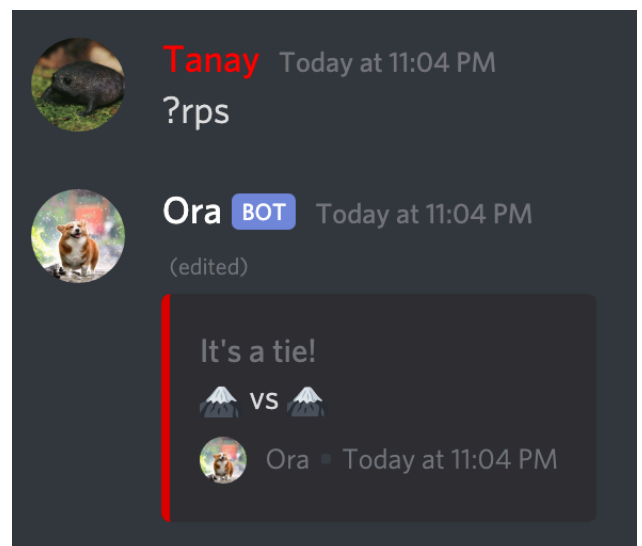 Tanay Today at 11:04 PM
?rps
Ora BOT Today at 11:04 PM
(edited)
It's a tie!
vs
Ora • Today at 11:04 PM